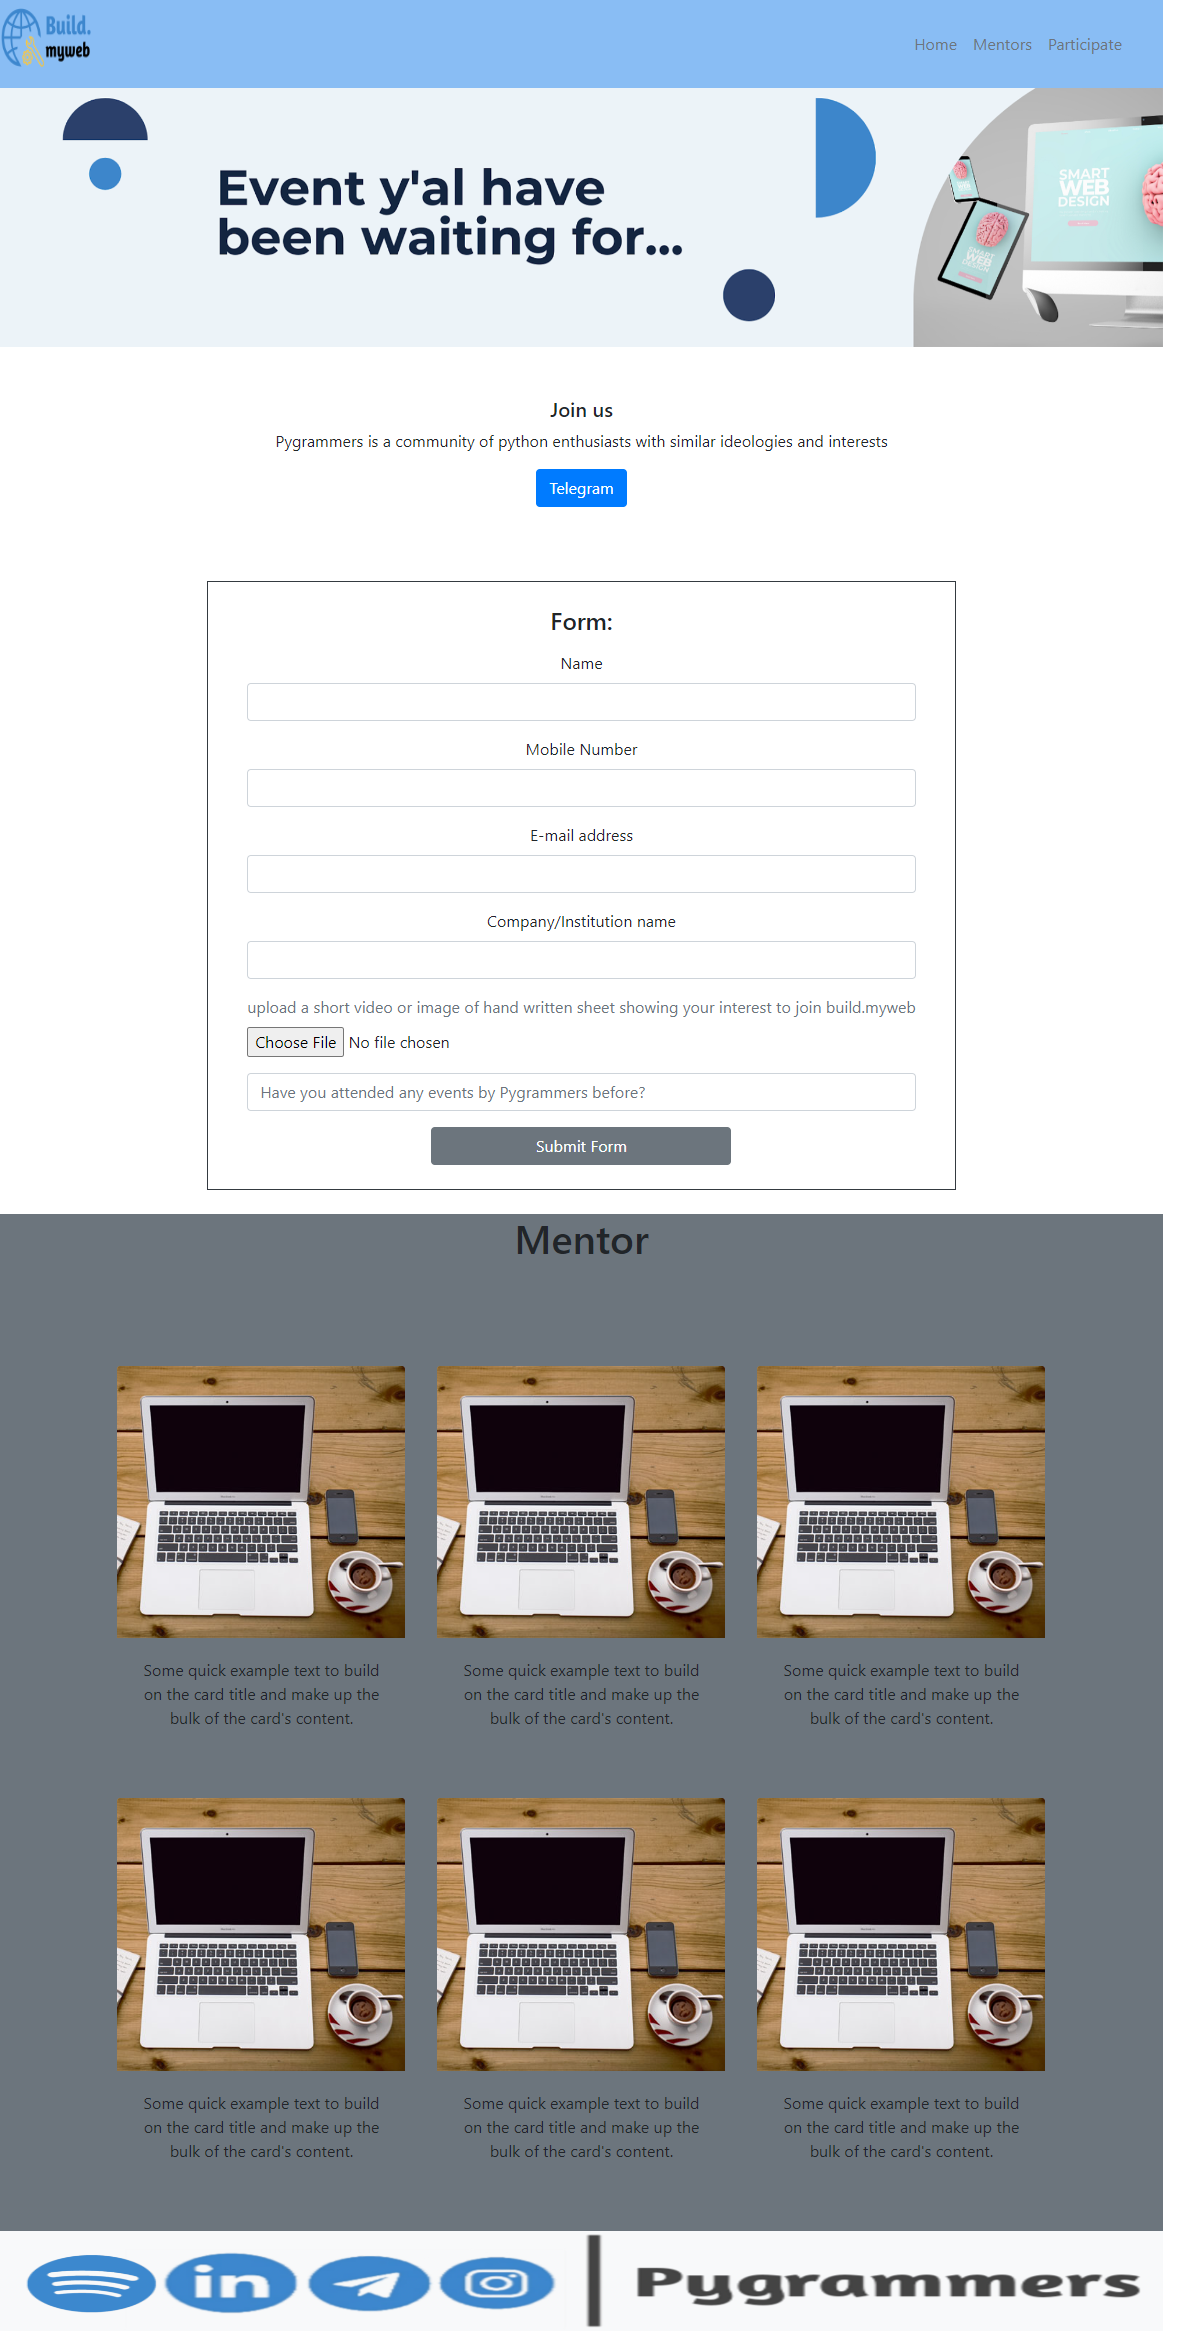 Build.
myweb
Home Mentors Participate
Event y'al have
been waiting for...
SMART
WEB
DESIGN
SMART
WEB
DESIGN
Join us
Pygrammers is a community of python enthusiasts with similar ideologies and interests
Telegram
Form:
Name
Mobile Number
E-mail address
Company/Institution name
upload a short video or image of hand written sheet showing your interest to join build.myweb
Choose File No file chosen
Have you attended any events by Pygrammers before?
Submit Form
Mentor
Some quick example text to build
on the card title and make up the
bulk of the card's content.
Some quick example text to build
on the card title and make up the
bulk of the card's content.
Some quick example text to build
on the card title and make up the
bulk of the card's content.
Some quick example text to build
on the card title and make up the
bulk of the card's content.
Some quick example text to build
on the card title and make up the
bulk of the card's content.
Some quick example text to build
on the card title and make up the
bulk of the card's content.
in
Pygrammers